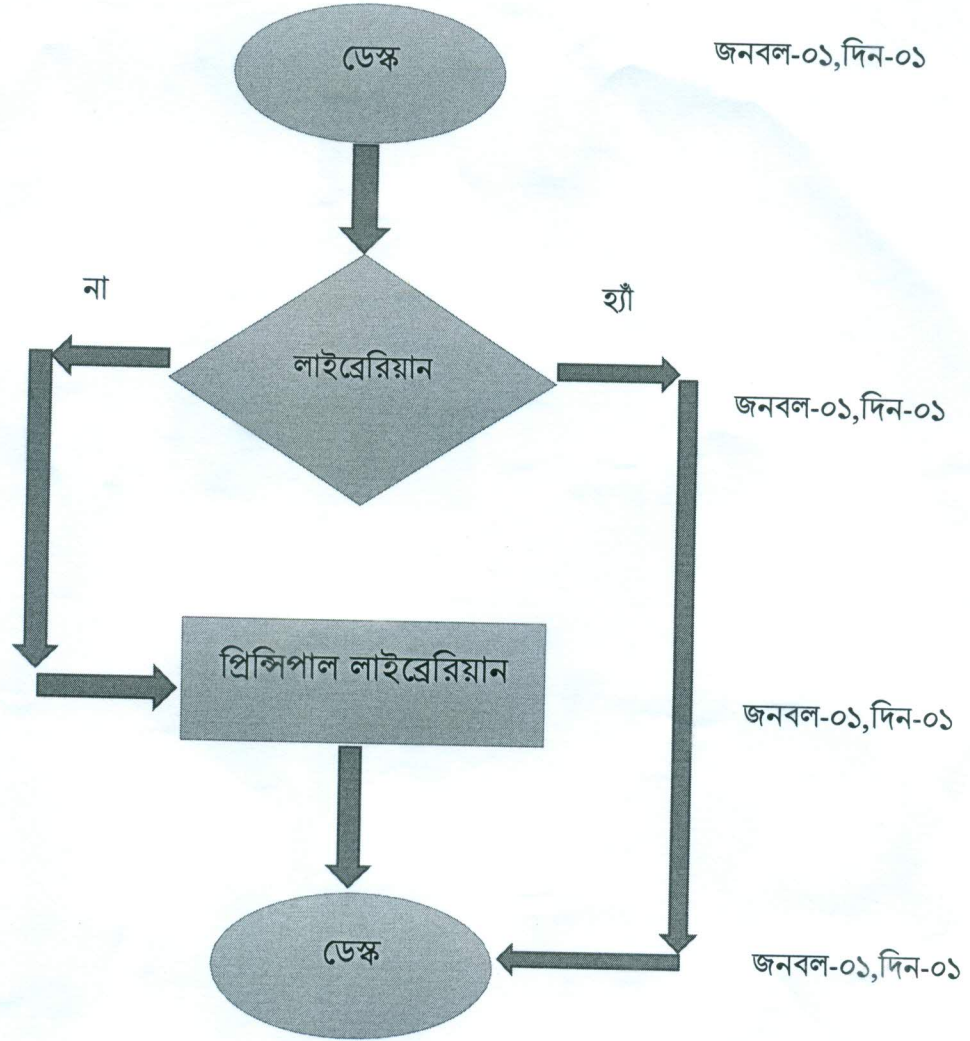 ডেস্ক
জনবল-০১,দিন-০১
না
হ্যাঁ
লাইব্রেরিয়ান
জনবল-০১,দিন-০১
প্রিন্সিপাল লাইব্রেরিয়ান
জনবল-০১,দিন-০১
ডেস্ক
জনবল-০১,দিন-০১